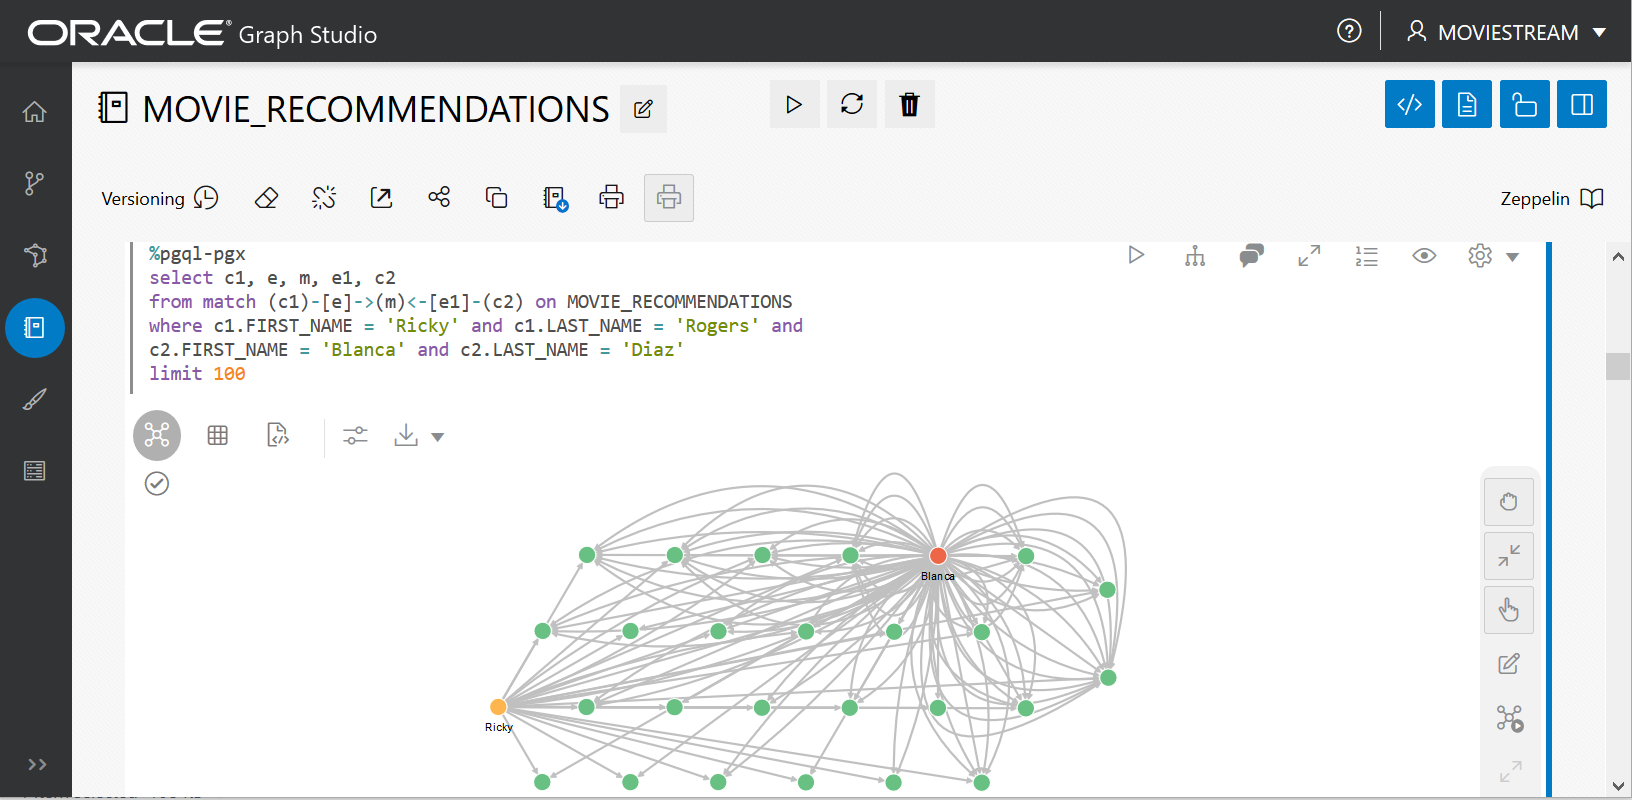 ORACLE® Graph Studio
MOVIESTREAM
MOVIE_RECOMMENDATIONS
Versioning
Zeppelin
%pgql-pgx
select c1, e, m, e1, c2
from match (c1)-[e]->(m)<-[e1]-(c2) on MOVIE_RECOMMENDATIONS
where c1.FIRST_NAME = 'Ricky' and c1.LAST_NAME = 'Rogers' and
c2.FIRST_NAME = 'Blanca' and c2.LAST_NAME = 'Diaz'
limit 100
Blanca
Ricky